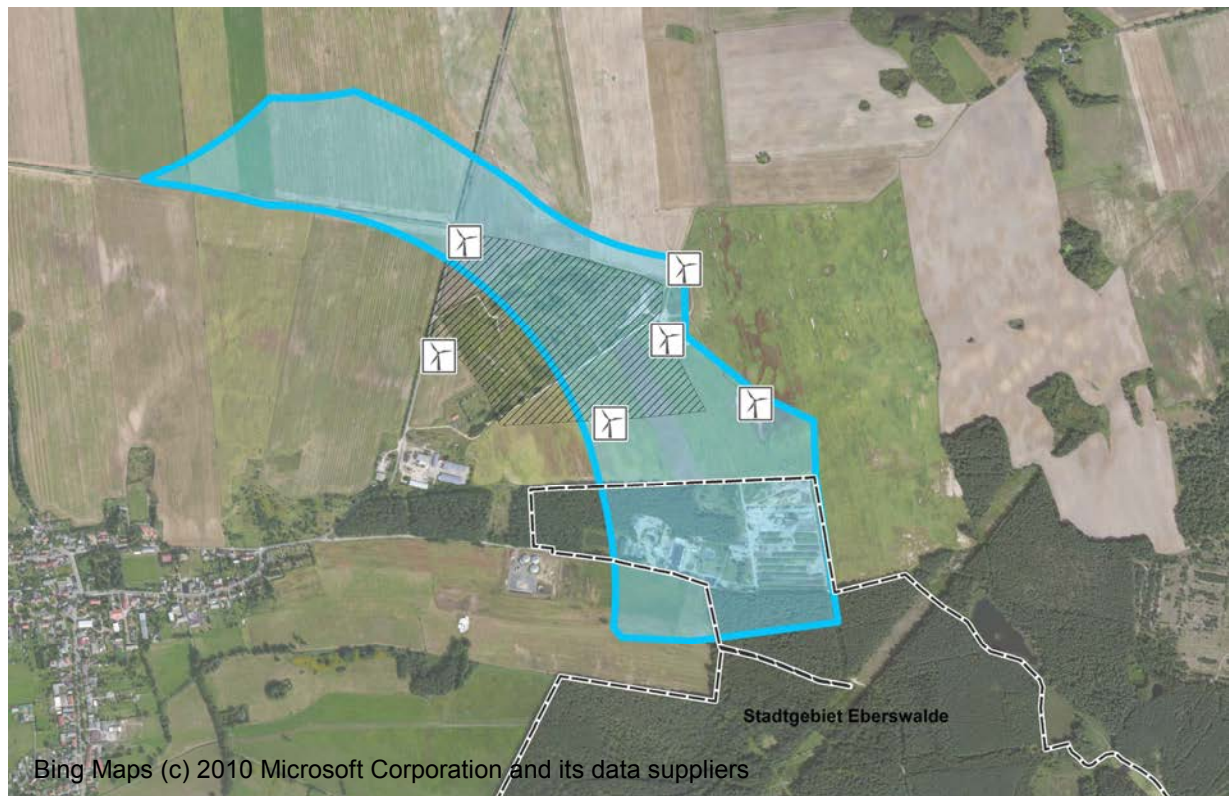 Stadtgebiet Eberswalde
Bing Maps (c) 2010 Microsoft Corporation and its data suppliers